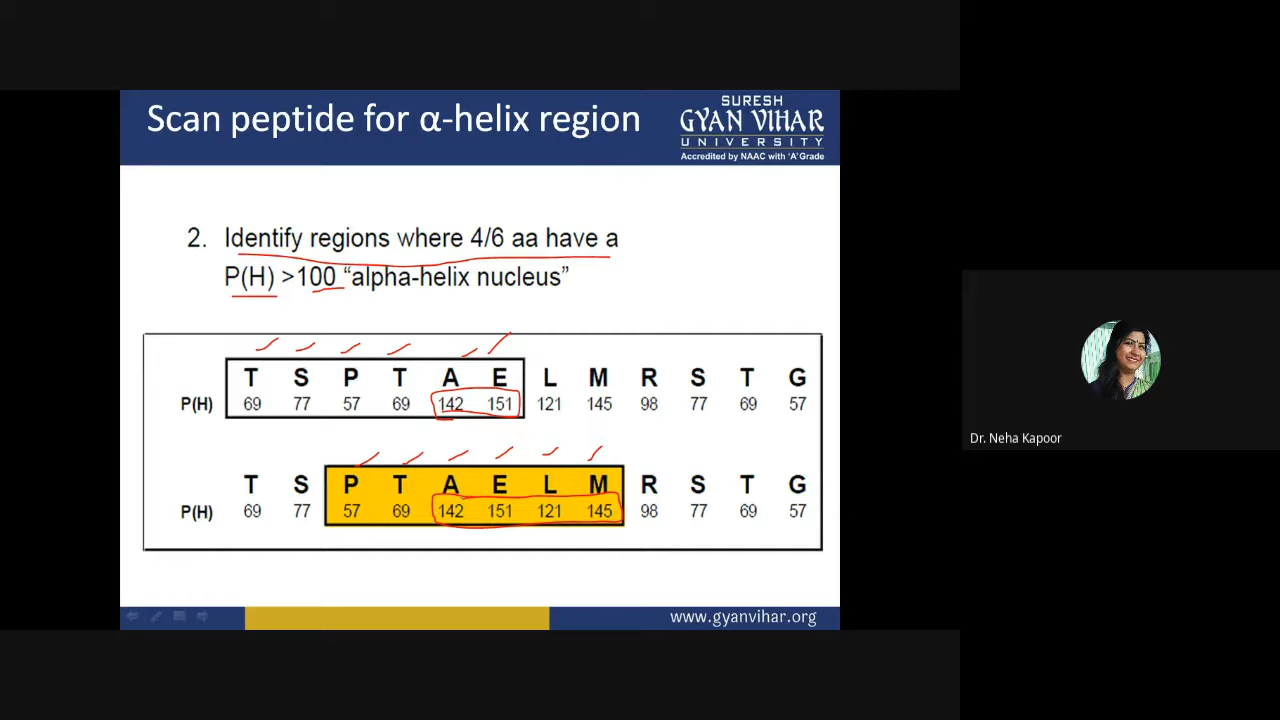 Scan peptide for α-helix region
SURESH
GYAN VIHAR
UNIVERSITY
Accredited by NAAC with 'A' Grade
2. Identify regions where 4/6 aa have a
P(H) >100 “alpha-helix nucleus”
T S P T A E L M R S T G
P(H) 69 77 57 69 142 151 121 145 98 77 69 57
T S P T A E L M R S T G
P(H) 69 77 57 69 142 151 121 145 98 77 69 57
www.gyanvihar.org
Dr. Neha Kapoor